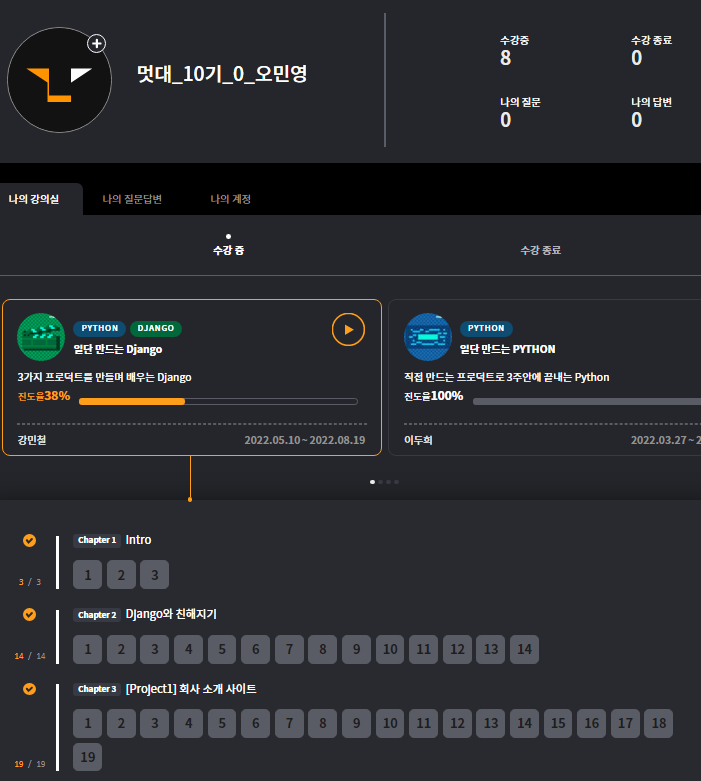 멋대_10기_0_오민영
수강중 수강 종료
8 0
나의 질문 나의 답변
0 0
나의 강의실 나의 질문답변 나의 계정
수강 중 수강 종료
PYTHON DJANGO
일단 만드는 Django
3가지 프로덕트를 만들며 배우는 Django
진도율38%
강민철 2022.05.10 ~ 2022.08.19
PYTHON
일단 만드는 PYTHON
직접 만드는 프로덕트로 3주안에 끝내는 Python
진도율100%
이두희 2022.03.27 ~ 2
Chapter 1 Intro
3 / 3
1 2 3
Chapter 2 Django와 친해지기
14 / 14
1 2 3 4 5 6 7 8 9 10 11 12 13 14
Chapter 3 [Project1] 회사 소개 사이트
1 2 3 4 5 6 7 8 9 10 11 12 13 14 15 16 17 18
19 / 19
19